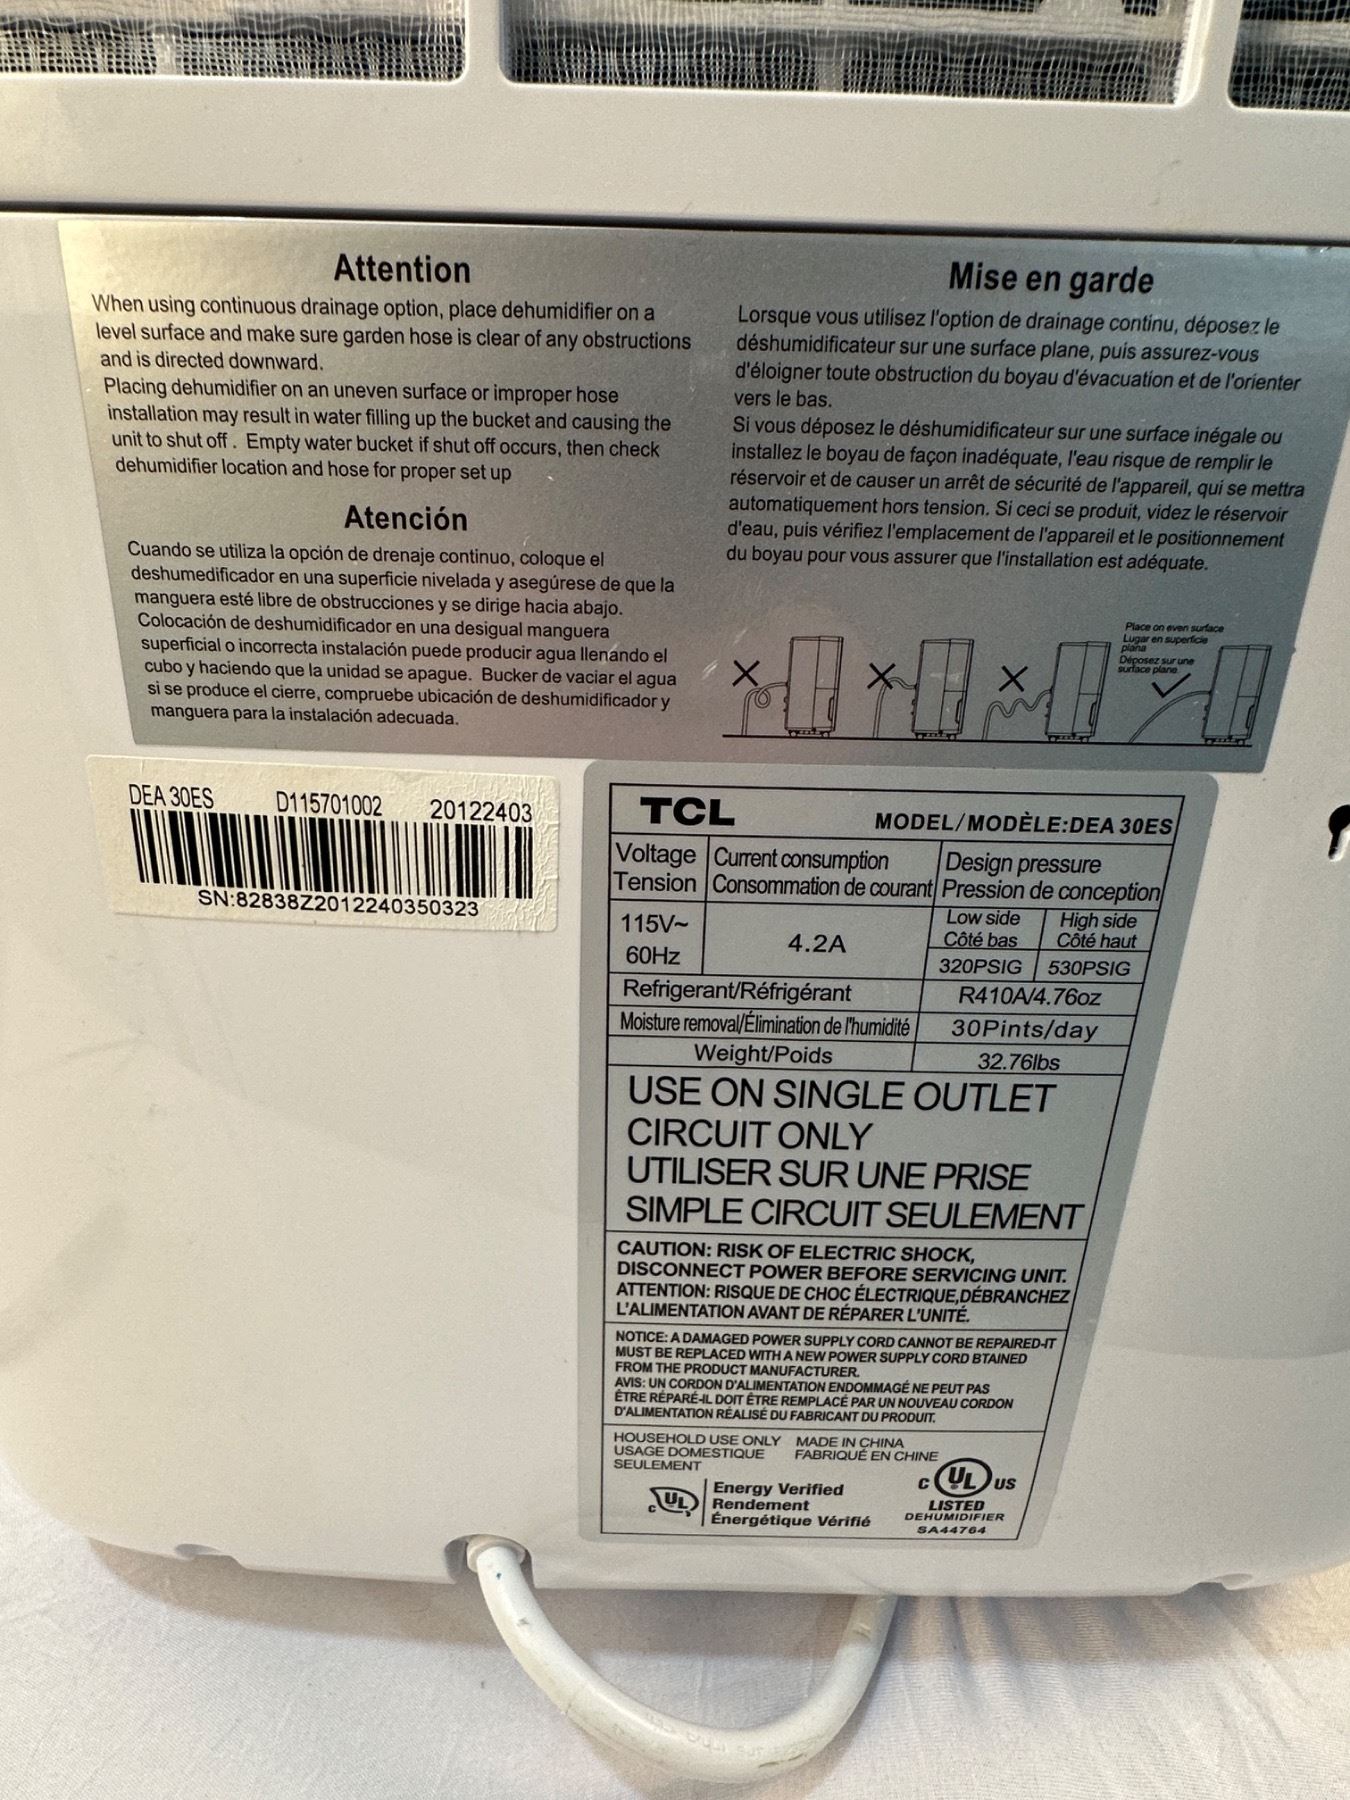 Attention
When using continuous drainage option, place dehumidifier on a
level surface and make sure garden hose is clear of any obstructions
and is directed downward.
Placing dehumidifier on an uneven surface or improper hose
installation may result in water filling up the bucket and causing the
unit to shut off . Empty water bucket if shut off occurs, then check
dehumidifier location and hose for proper set up
Atención
Cuando se utiliza la opción de drenaje continuo, coloque el
deshumedificador en una superficie nivelada y asegúrese de que la
manguera esté libre de obstrucciones y se dirige hacia abajo.
Colocación de deshumidificador en una desigual manguera
superficial o incorrecta instalación puede producir agua llenando el
cubo y haciendo que la unidad se apague. Bucker de vaciar el agua
si se produce el cierre, compruebe ubicación de deshumidificador y
manguera para la instalación adecuada.
Mise en garde
Lorsque vous utilisez l'option de drainage continu, déposez le
déshumidificateur sur une surface plane, puis assurez-vous
d'éloigner toute obstruction du boyau d'évacuation et de l'orienter
vers le bas.
Si vous déposez le déshumidificateur sur une surface inégale ou
installez le boyau de façon inadéquate, l'eau risque de remplir le
réservoir et de causer un arrêt de sécurité de l'appareil, qui se mettra
automatiquement hors tension. Si ceci se produit, videz le réservoir
d'eau, puis vérifiez l'emplacement de l'appareil et le positionnement
du boyau pour vous assurer que l'installation est adéquate.
Place on even surface
Lugar en superficie
plana
Déposez sur une
surface plane
DEA 30ES D115701002 20122403
SN:82838Z2012240350323
TCL MODEL/MODÈLE:DEA 30ES
Voltage Current consumption Design pressure
Tension Consommation de courant Pression de conception
115V~ 4.2A Low side High side
60Hz Côté bas Côté haut
320PSIG 530PSIG
Refrigerant/Réfrigérant R410A/4.76oz
Moisture removal/Élimination de l'humidité 30Pints/day
Weight/Poids 32.76lbs
USE ON SINGLE OUTLET
CIRCUIT ONLY
UTILISER SUR UNE PRISE
SIMPLE CIRCUIT SEULEMENT
CAUTION: RISK OF ELECTRIC SHOCK,
DISCONNECT POWER BEFORE SERVICING UNIT.
ATTENTION: RISQUE DE CHOC ÉLECTRIQUE,DÉBRANCHEZ
L'ALIMENTATION AVANT DE RÉPARER L'UNITÉ.
NOTICE: A DAMAGED POWER SUPPLY CORD CANNOT BE REPAIRED-IT
MUST BE REPLACED WITH A NEW POWER SUPPLY CORD BTAINED
FROM THE PRODUCT MANUFACTURER.
AVIS: UN CORDON D'ALIMENTATION ENDOMMAGÉ NE PEUT PAS
ÊTRE RÉPARÉ-IL DOIT ÊTRE REMPLACÉ PAR UN NOUVEAU CORDON
D'ALIMENTATION RÉALISÉ DU FABRICANT DU PRODUIT.
HOUSEHOLD USE ONLY MADE IN CHINA
USAGE DOMESTIQUE FABRIQUÉ EN CHINE
SEULEMENT
C UL Energy Verified
Rendement
Énergétique Vérifié
C UL US
LISTED
DEHUMIDIFIER
SA44764